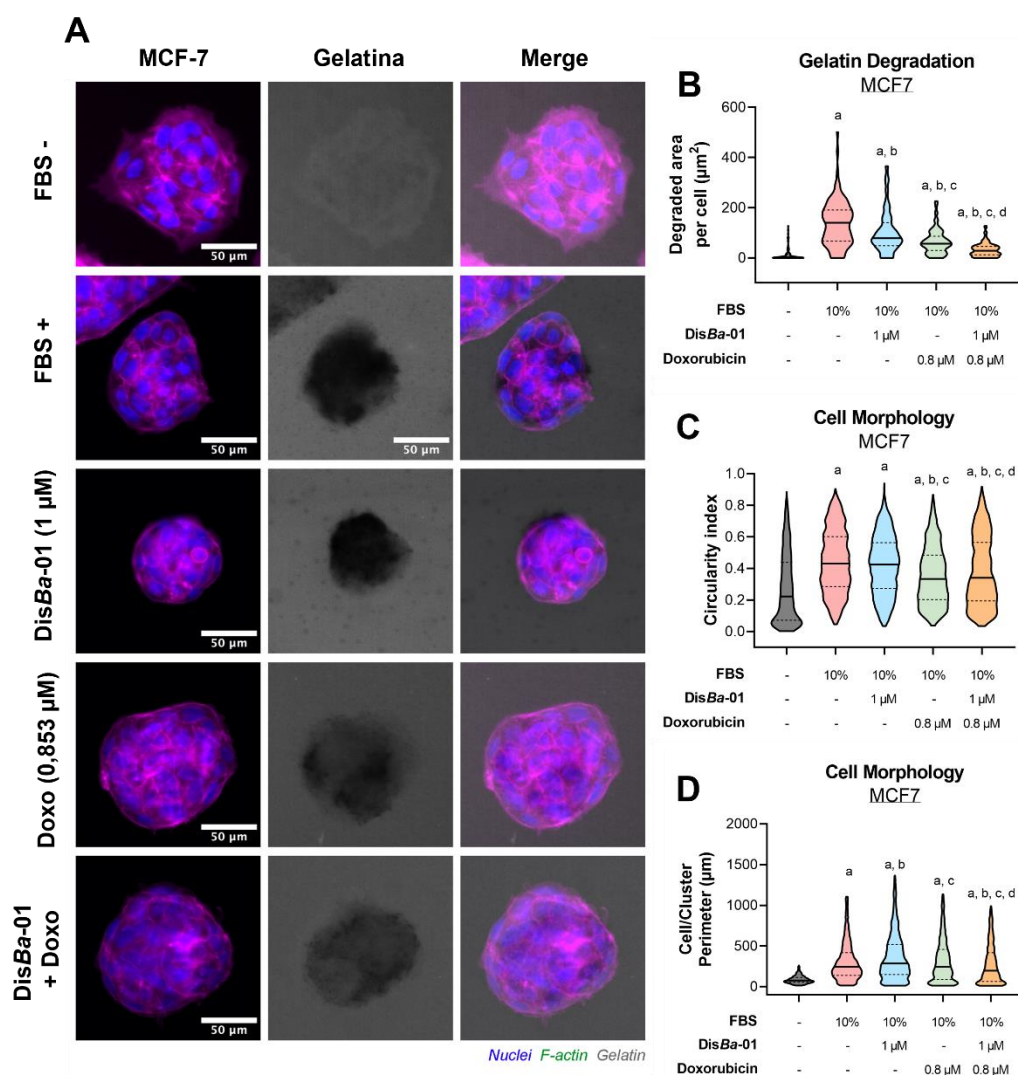 A
MCF-7 Gelatina Merge
FBS -
50 µm
FBS +
50 µm 50 µm
DisBa-01 (1 µM)
50 µm
Doxo (0,853 µM)
50 µm
DisBa-01
+ Doxo
50 µm
Nuclei F-actin Gelatin
B
Gelatin Degradation
MCF7
Degraded area
per cell (µm²)
600
400
200
0
a
a, b
a, b, c
a, b, c, d
FBS - 10% 10% 10% 10%
DisBa-01 - - 1 µM - 1 µM
Doxorubicin - - - 0.8 µM 0.8 µM
C
Cell Morphology
MCF7
Circularity index
1.0
0.8
0.6
0.4
0.2
0.0
a
a
a, b, c
a, b, c, d
FBS - 10% 10% 10% 10%
DisBa-01 - - 1 µM - 1 µM
Doxorubicin - - - 0.8 µM 0.8 µM
D
Cell Morphology
MCF7
Cell/Cluster
Perimeter (µm)
2000
1500
1000
500
0
a
a, b
a, c
a, b, c, d
FBS - 10% 10% 10% 10%
DisBa-01 - - 1 µM - 1 µM
Doxorubicin - - - 0.8 µM 0.8 µM